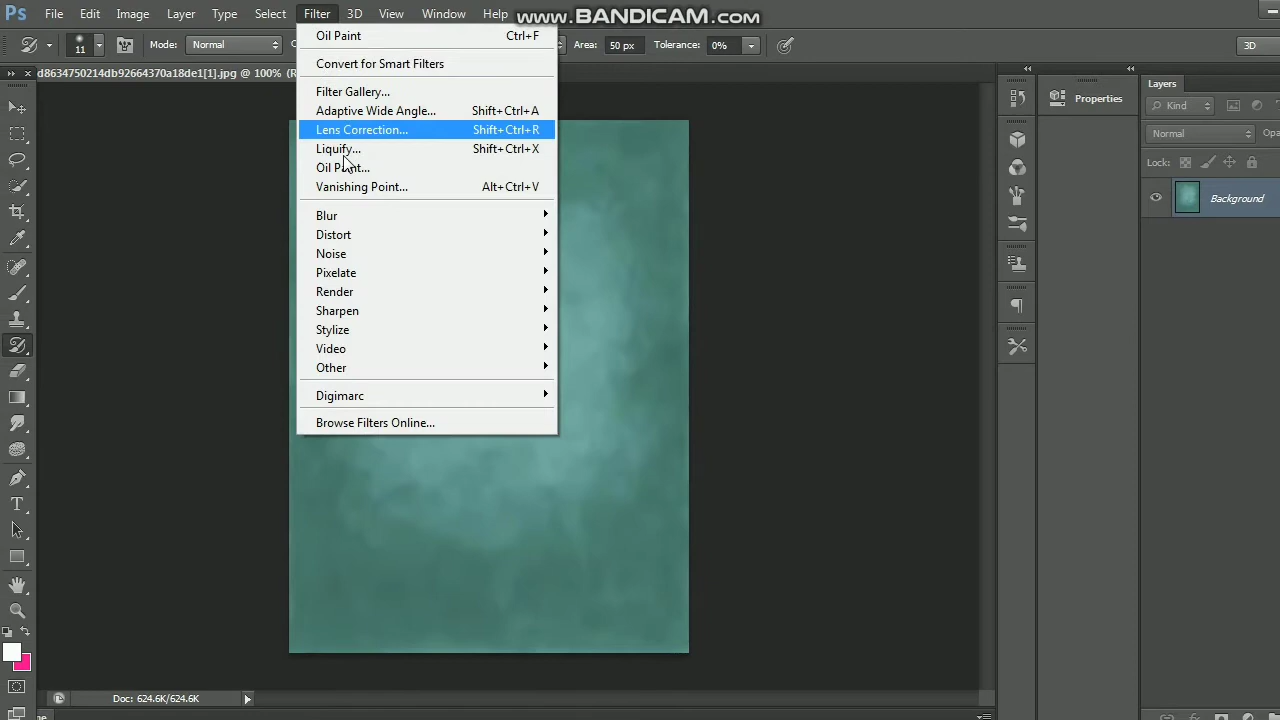 Ps File Edit Image Layer Type Select Filter 3D View Window Help www.BANDICAM.com
11 Mode: Normal Area: 50 px Tolerance: 0% 3D
d8634750214db92664370a18de1[1].jpg @ 100%
Oil Paint Ctrl+F
Convert for Smart Filters
Filter Gallery...
Adaptive Wide Angle... Shift+Ctrl+A
Lens Correction... Shift+Ctrl+R
Liquify... Shift+Ctrl+X
Oil Paint...
Vanishing Point... Alt+Ctrl+V
Blur
Distort
Noise
Pixelate
Render
Sharpen
Stylize
Video
Other
Digimarc
Browse Filters Online...
Properties
Layers
Kind
Normal
Lock:
Background
Doc: 624.6K/624.6K